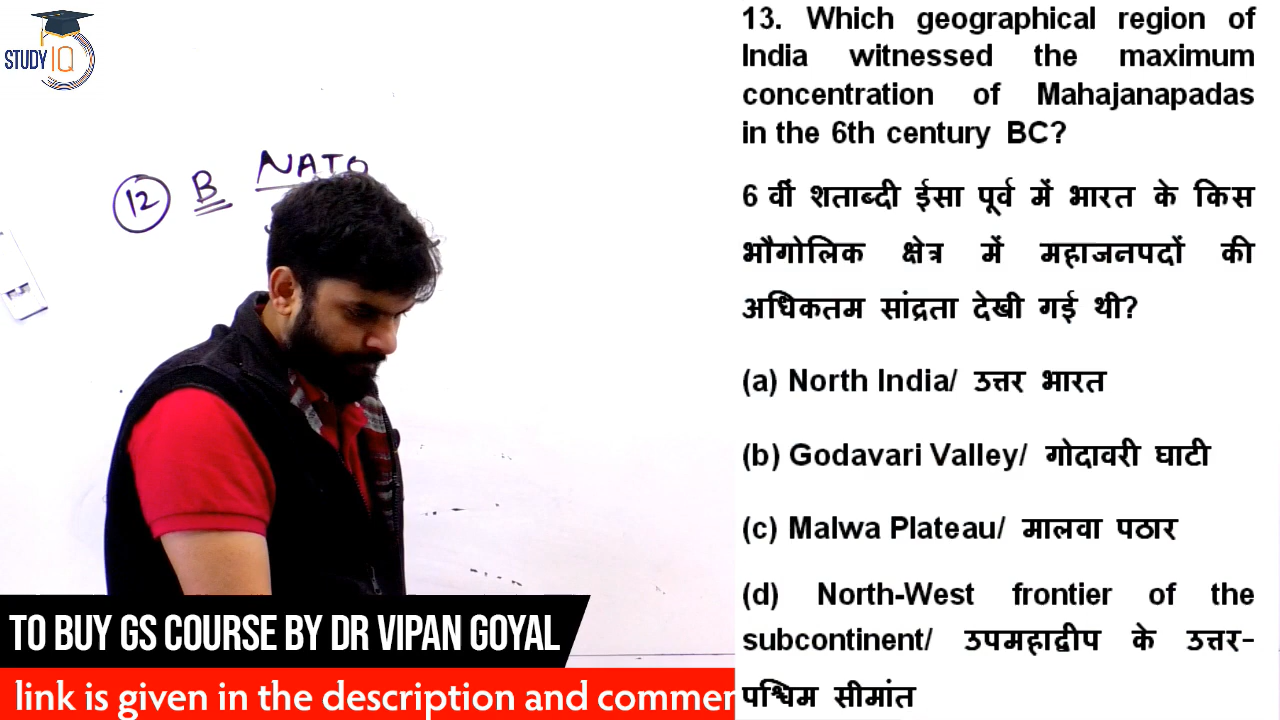 STUDY IQ
12 B NATO
13. Which geographical region of
India witnessed the maximum
concentration of Mahajanapadas
in the 6th century BC?
6 वीं शताब्दी ईसा पूर्व में भारत के किस
भौगोलिक क्षेत्र में महाजनपदों की
अधिकतम सांद्रता देखी गई थी?
(a) North India/ उत्तर भारत
(b) Godavari Valley/ गोदावरी घाटी
(c) Malwa Plateau/ मालवा पठार
(d) North-West frontier of the
subcontinent/ उपमहाद्वीप के उत्तर-
पश्चिम सीमांत
TO BUY GS COURSE BY DR VIPAN GOYAL
link is given in the description and commen